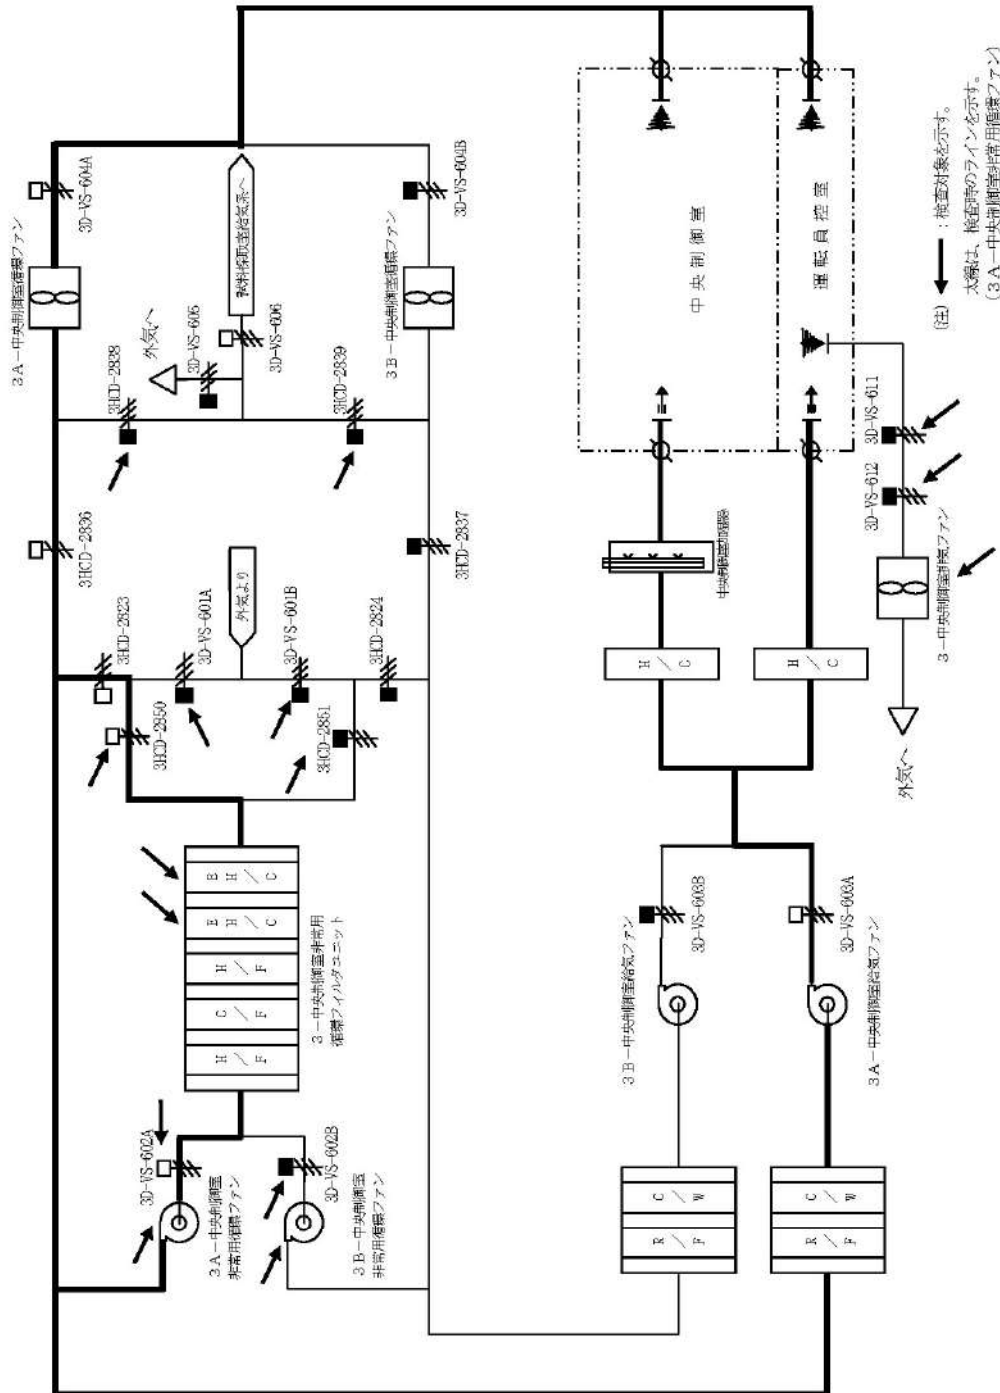 3A-中央制御室循環ファン
3D-VS-604A
3HCD-2836
3HCD-2838
外気へ
3D-VS-605
3D-VS-606
試料採取室給気系へ
3B-中央制御室循環ファン
3D-VS-604B
3HCD-2839
3HCD-2837
3HCD-2823
3HCD-2850
3D-VS-601A
外気より
3D-VS-601B
3HCD-2851
3HCD-2824
B H/C
E H/C
H/F
C/F
H/F
3-中央制御室非常用
循環フィルタユニット
3D-VS-602A
3A-中央制御室
非常用循環ファン
3D-VS-602B
3B-中央制御室
非常用循環ファン
中央制御室
運転員控室
中央制御室加湿器
H/C
H/C
3D-VS-611
3D-VS-612
3-中央制御室排気ファン
外気へ
3D-VS-603B
3B-中央制御室給気ファン
3D-VS-603A
3A-中央制御室給気ファン
C/W
R/F
C/W
R/F
(注) :検査対象を示す。
太線は、検査時のラインを示す。
(3A-中央制御室非常用循環ファン)